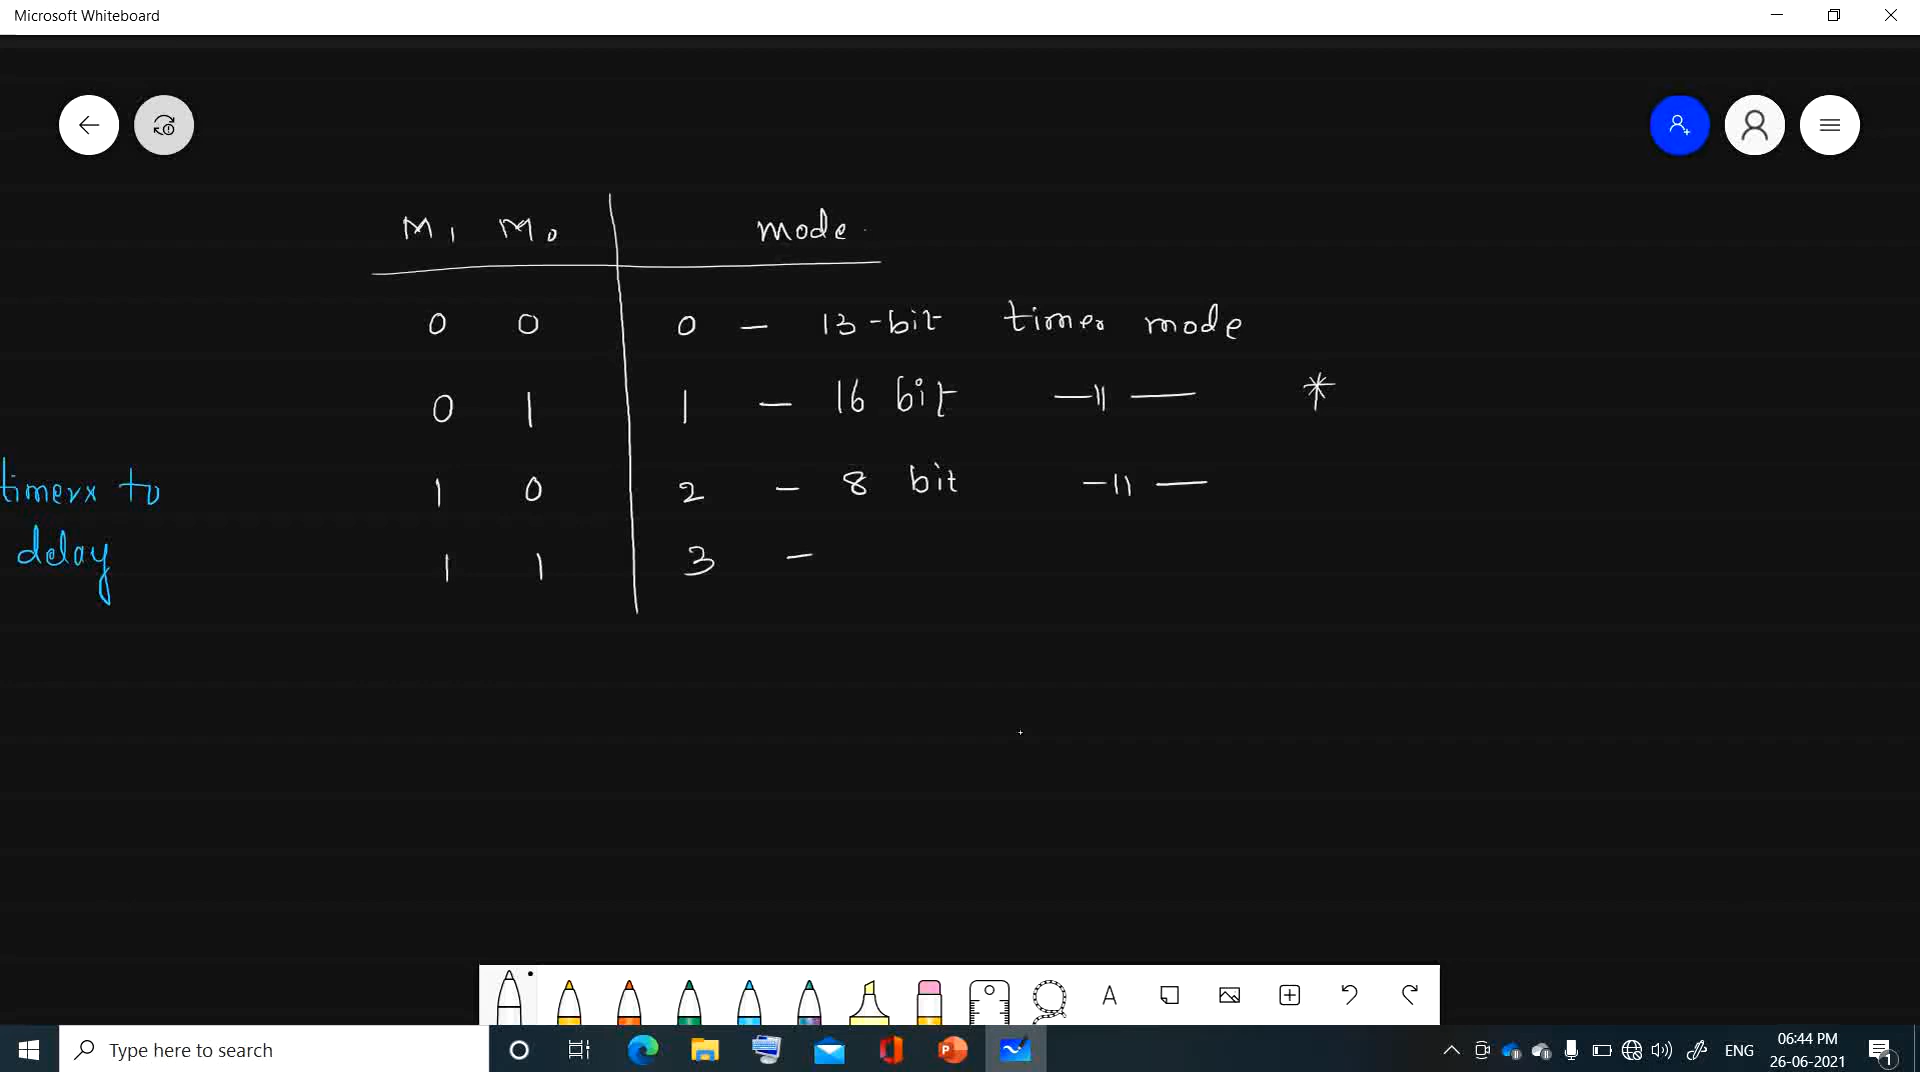 Microsoft Whiteboard
M1 M0 mode
0 0 0 - 13-bit timer mode
0 1 1 - 16 bit -11- *
timerx to 1 0 2 - 8 bit -11-
delay 1 1 3 -
A
Type here to search
ENG
06:44 PM
26-06-2021
1